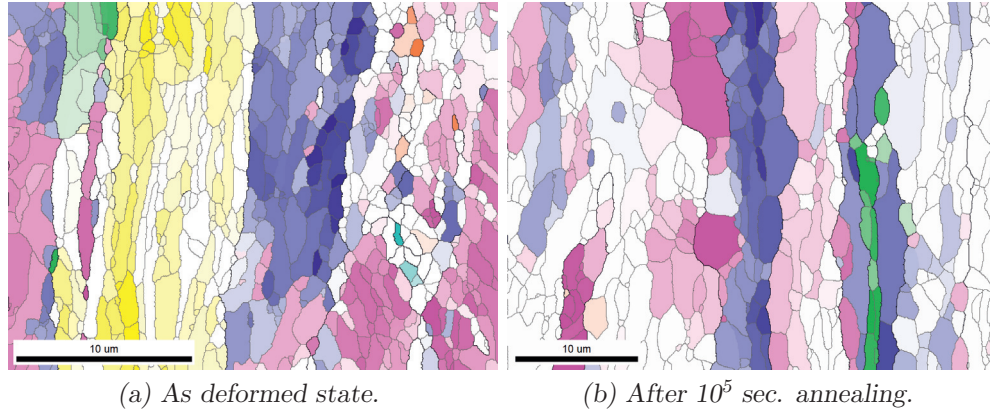 10 um
10 um
(a) As deformed state.
(b) After 10⁵ sec. annealing.